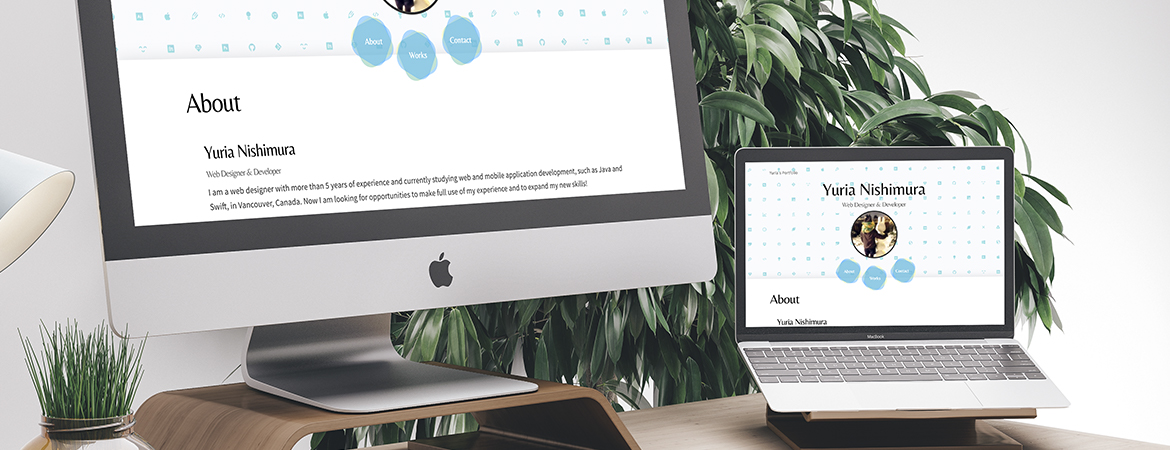 About
Works
Contact
About
Yuria Nishimura
Web Designer & Developer
I am a web designer with more than 5 years of experience and currently studying web and mobile application development, such as Java and
Swift, in Vancouver, Canada. Now I am looking for opportunities to make full use of my experience and to expand my new skills!
Yuria's Portfolio
Yuria Nishimura
Web Designer & Developer
About
Works
Contact
About
Yuria Nishimura
MacBook